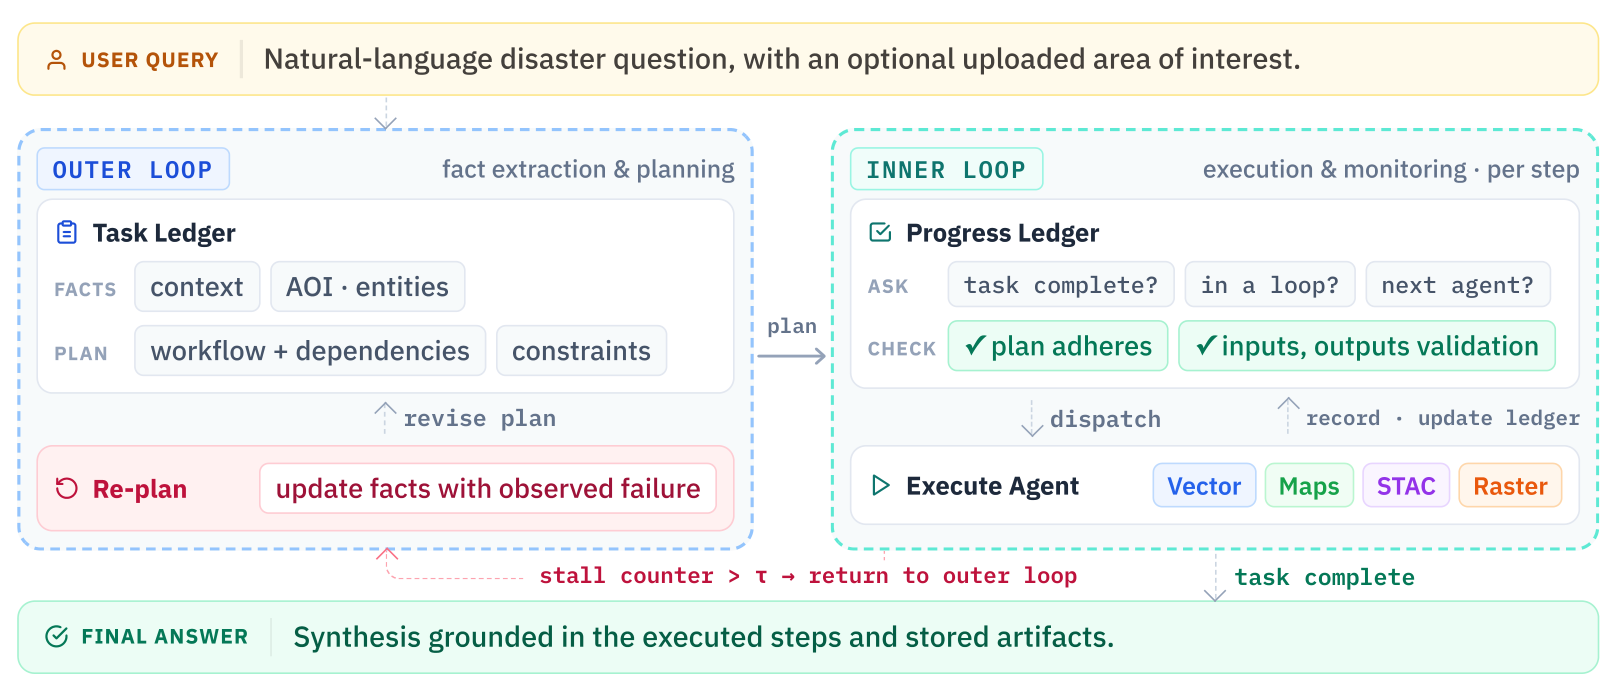 USER QUERY Natural-language disaster question, with an optional uploaded area of interest.
OUTER LOOP fact extraction & planning
Task Ledger
FACTS context AOI · entities
PLAN workflow + dependencies constraints
revise plan
Re-plan update facts with observed failure
plan
INNER LOOP execution & monitoring · per step
Progress Ledger
ASK task complete? in a loop? next agent?
CHECK ✓ plan adheres ✓ inputs, outputs validation
dispatch record · update ledger
Execute Agent Vector Maps STAC Raster
stall counter > τ → return to outer loop
task complete
FINAL ANSWER Synthesis grounded in the executed steps and stored artifacts.